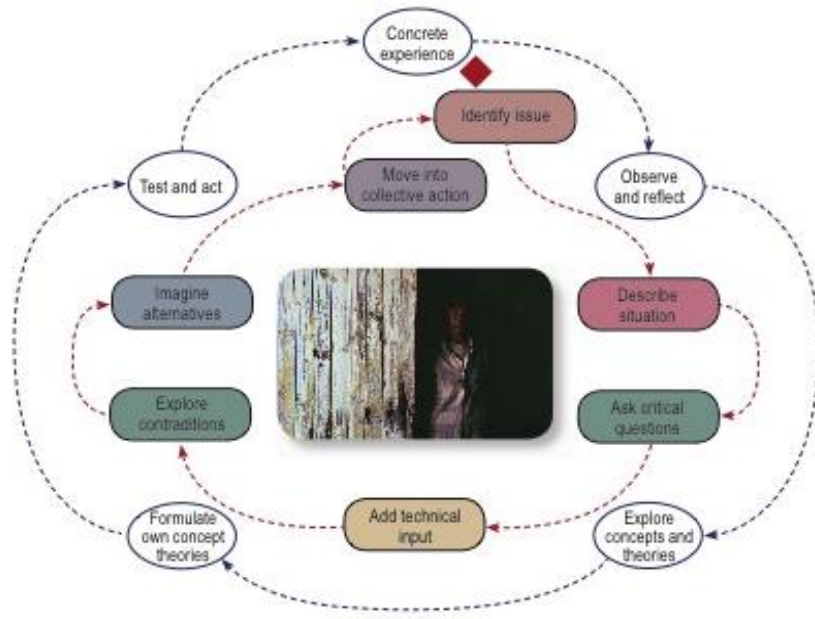 Concrete
experience
Identify issue
Test and act
Move into
collective action
Observe
and reflect
Imagine
alternatives
Describe
situation
Explore
contraditions
Ask critical
questions
Formulate
own concept
theories
Add technical
input
Explore
concepts and
theories